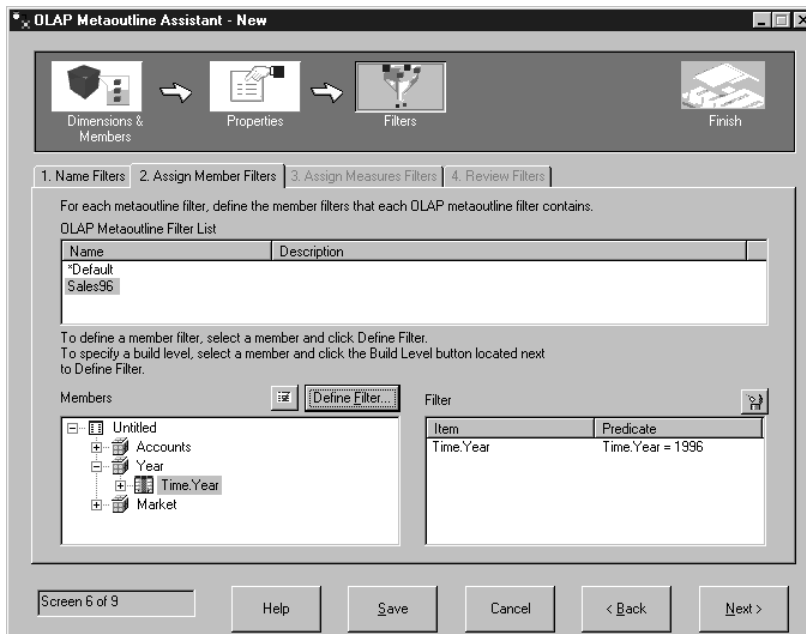 OLAP Metaoutline Assistant - New
Dimensions &
Members
Properties
Filters
Finish
1. Name Filters 2. Assign Member Filters 3. Assign Measures Filters 4. Review Filters
For each metaoutline filter, define the member filters that each OLAP metaoutline filter contains.
OLAP Metaoutline Filter List
Name Description
*Default
Sales96
To define a member filter, select a member and click Define Filter.
To specify a build level, select a member and click the Build Level button located next
to Define Filter.
Members Define Filter... Filter
Untitled
Accounts
Year
Time.Year
Market
Item Predicate
Time.Year Time.Year = 1996
Screen 6 of 9 Help Save Cancel < Back Next >